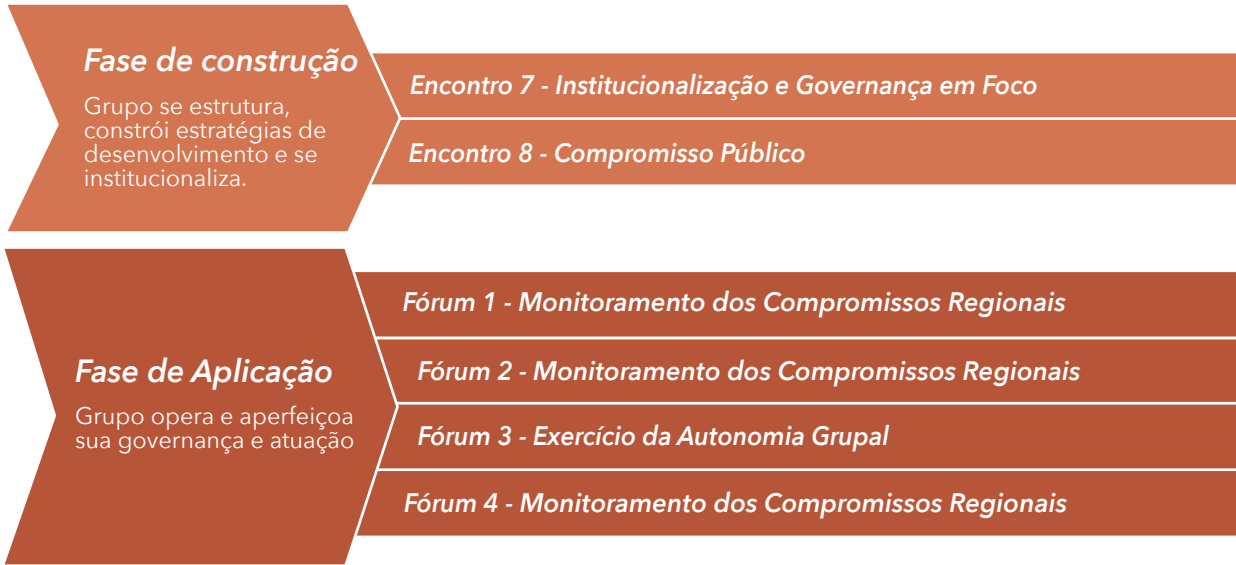 Fase de construção
Grupo se estrutura,
constrói estratégias de
desenvolvimento e se
institucionaliza.
Encontro 7 - Institucionalização e Governança em Foco
Encontro 8 - Compromisso Público
Fase de Aplicação
Grupo opera e aperfeiçoa
sua governança e atuação
Fórum 1 - Monitoramento dos Compromissos Regionais
Fórum 2 - Monitoramento dos Compromissos Regionais
Fórum 3 - Exercício da Autonomia Grupal
Fórum 4 - Monitoramento dos Compromissos Regionais